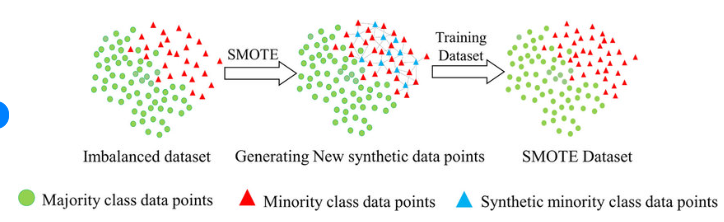 SMOTE
Training
Dataset
Imbalanced dataset
Generating New synthetic data points
SMOTE Dataset
Majority class data points
Minority class data points
Synthetic minority class data points